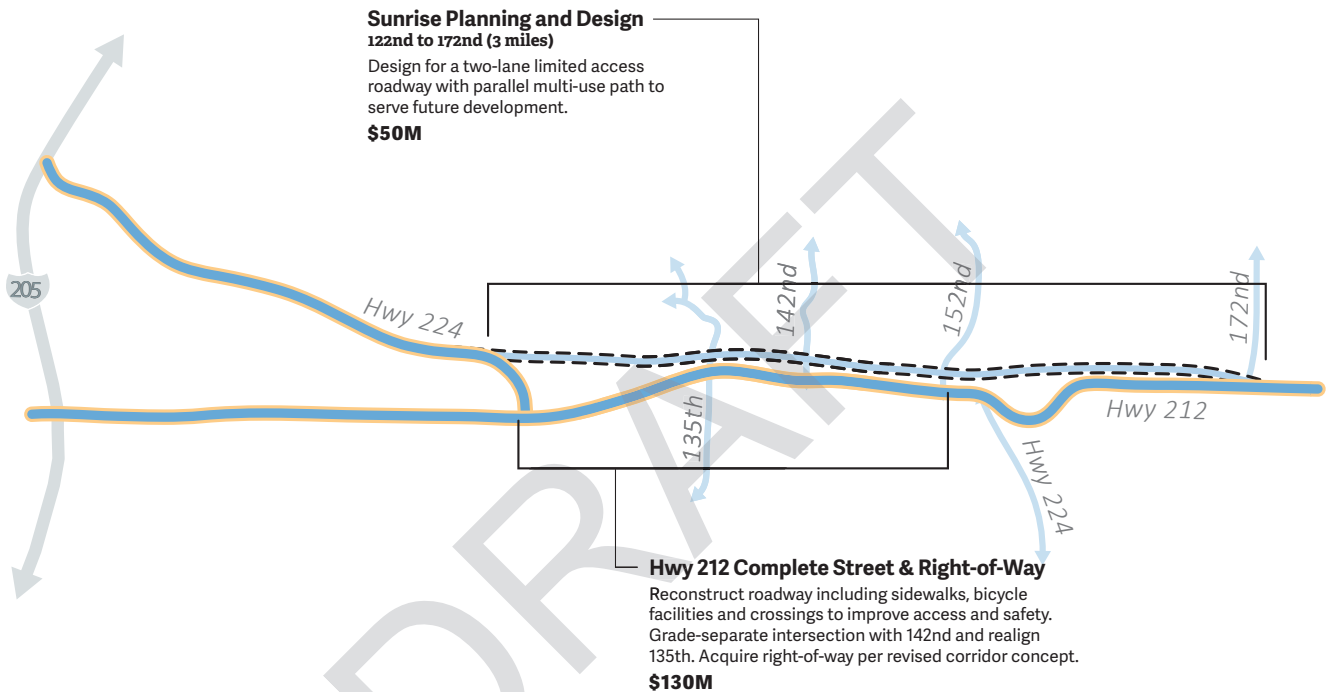 Sunrise Planning and Design
122nd to 172nd (3 miles)
Design for a two-lane limited access
roadway with parallel multi-use path to
serve future development.
$50M
205
Hwy 224
142nd
152nd
172nd
135th
Hwy 212
Hwy 224
DRAFT
Hwy 212 Complete Street & Right-of-Way
Reconstruct roadway including sidewalks, bicycle
facilities and crossings to improve access and safety.
Grade-separate intersection with 142nd and realign
135th. Acquire right-of-way per revised corridor concept.
$130M